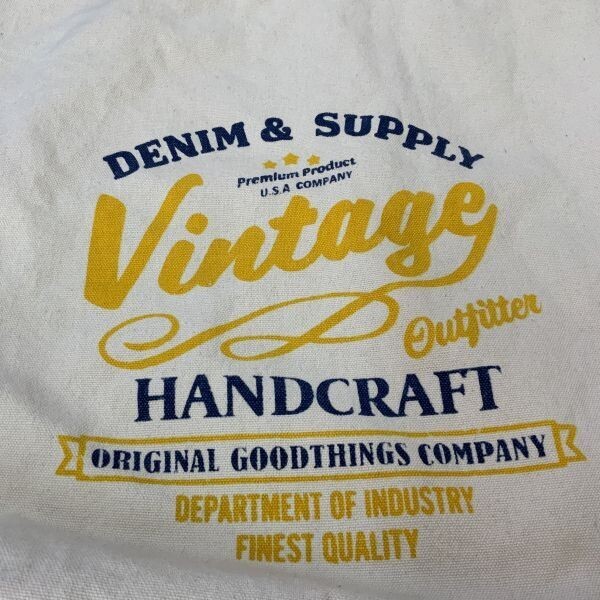 DENIM & SUPPLY
Premium Product
U.S.A COMPANY
Vintage
Outfitter
HANDCRAFT
ORIGINAL GOODTHINGS COMPANY
DEPARTMENT OF INDUSTRY
FINEST QUALITY